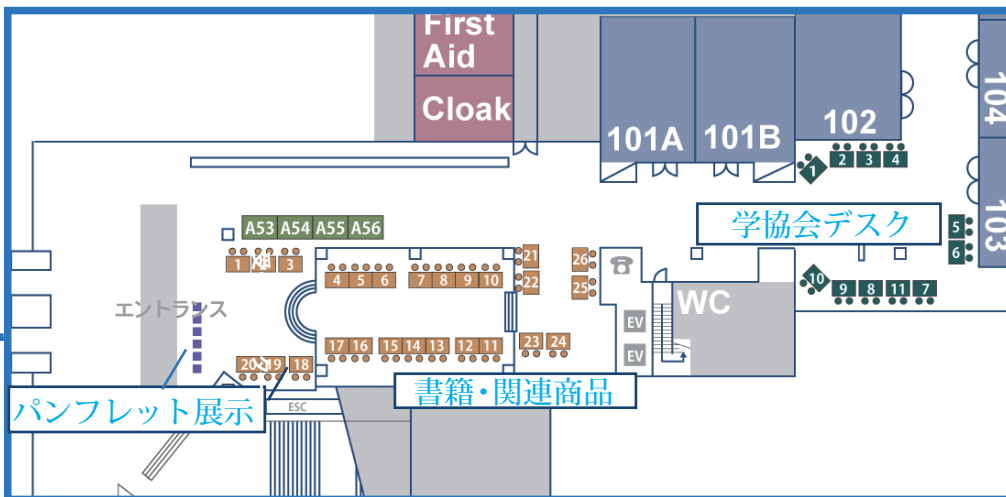 First
Aid
Cloak
101A
101B
102
104
103
1
2
3
4
学協会デスク
5
6
10
9
8
11
7
A53
A54
A55
A56
1
3
4
5
6
7
8
9
10
21
22
26
25
エントランス
17
16
15
14
13
12
11
23
24
EV
EV
WC
20
19
18
パンフレット展示
書籍・関連商品
ESC